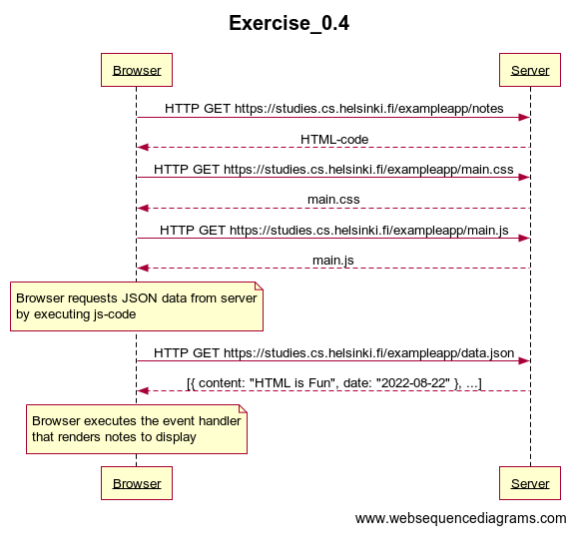 Exercise_0.4
Browser
Server
HTTP GET https://studies.cs.helsinki.fi/exampleapp/notes
HTML-code
HTTP GET https://studies.cs.helsinki.fi/exampleapp/main.css
main.css
HTTP GET https://studies.cs.helsinki.fi/exampleapp/main.js
main.js
Browser requests JSON data from server
by executing js-code
HTTP GET https://studies.cs.helsinki.fi/exampleapp/data.json
[{ content: "HTML is Fun", date: "2022-08-22" }, ...]
Browser executes the event handler
that renders notes to display
Browser
Server
www.websequencediagrams.com